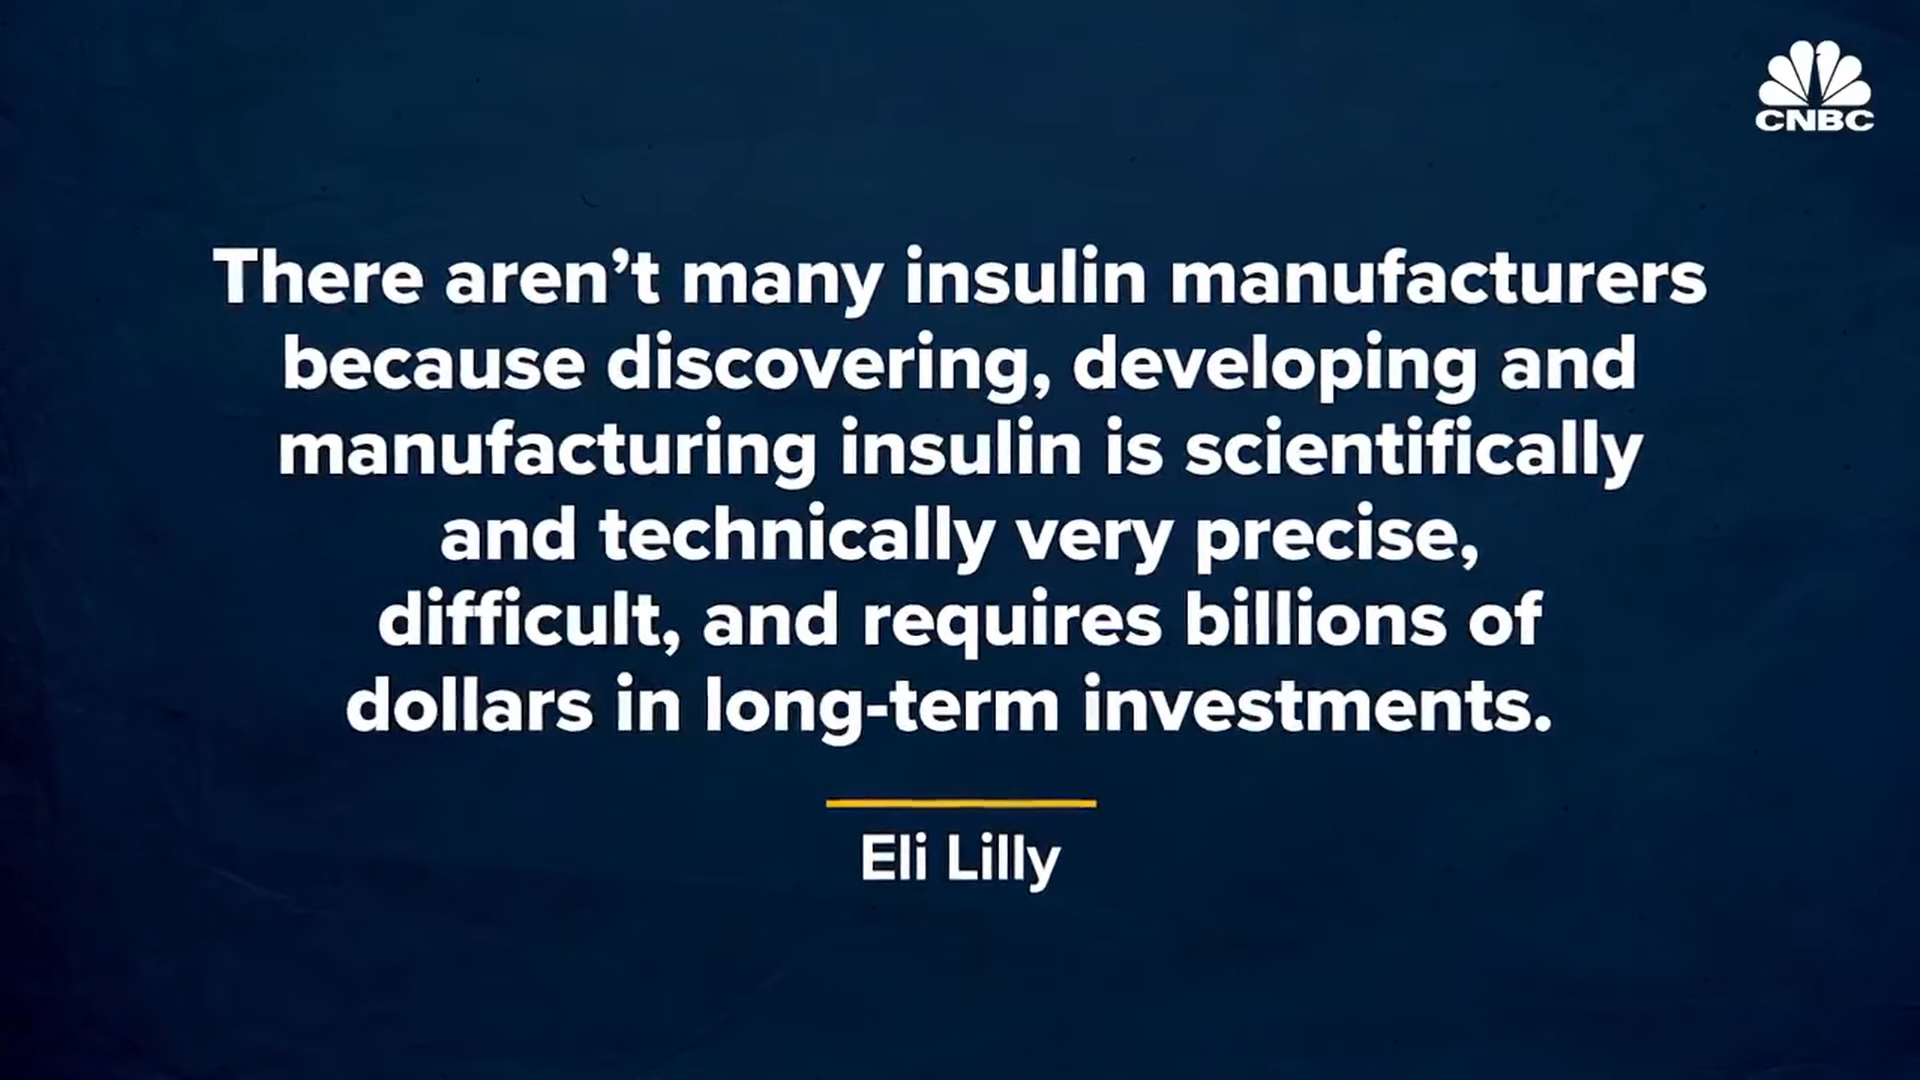 CNBC
There aren’t many insulin manufacturers
because discovering, developing and
manufacturing insulin is scientifically
and technically very precise,
difficult, and requires billions of
dollars in long-term investments.
Eli Lilly